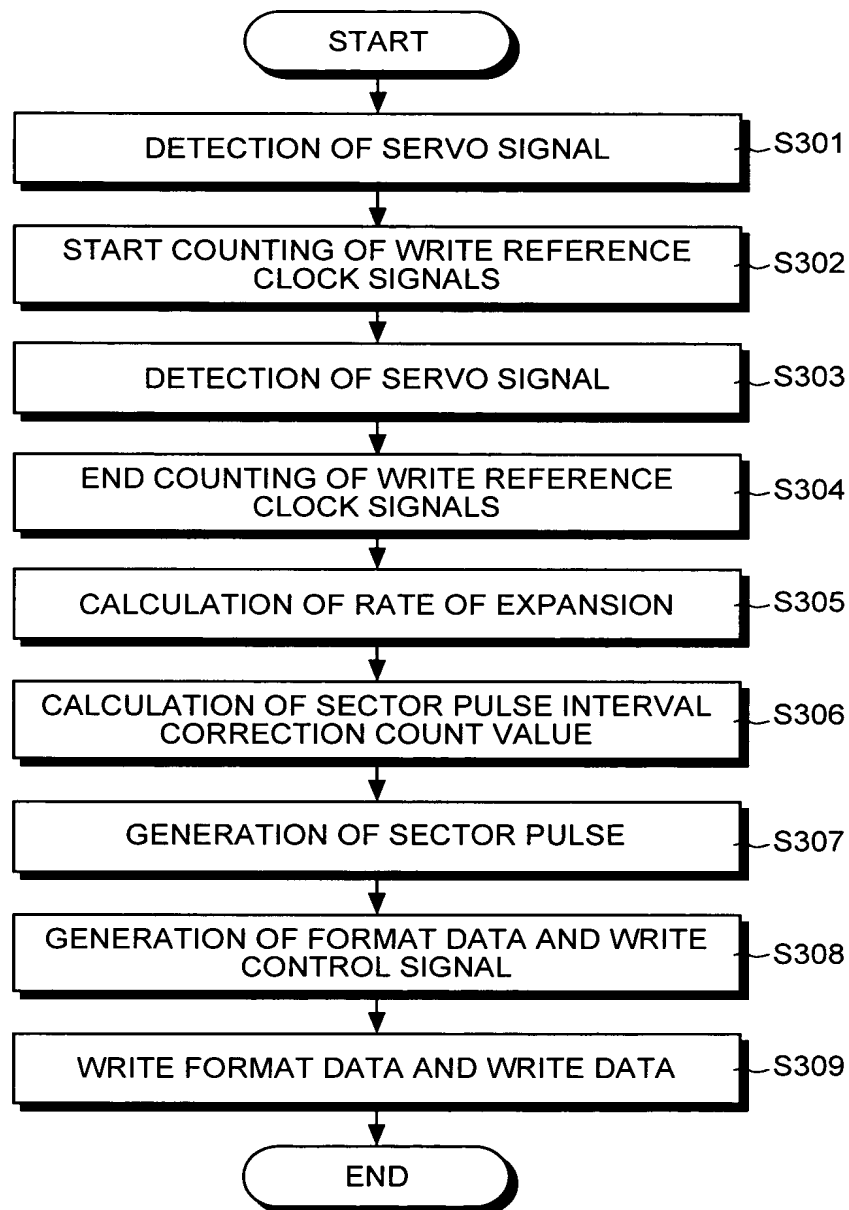 START
DETECTION OF SERVO SIGNAL
S301
START COUNTING OF WRITE REFERENCE
CLOCK SIGNALS
S302
DETECTION OF SERVO SIGNAL
S303
END COUNTING OF WRITE REFERENCE
CLOCK SIGNALS
S304
CALCULATION OF RATE OF EXPANSION
S305
CALCULATION OF SECTOR PULSE INTERVAL
CORRECTION COUNT VALUE
S306
GENERATION OF SECTOR PULSE
S307
GENERATION OF FORMAT DATA AND WRITE
CONTROL SIGNAL
S308
WRITE FORMAT DATA AND WRITE DATA
S309
END